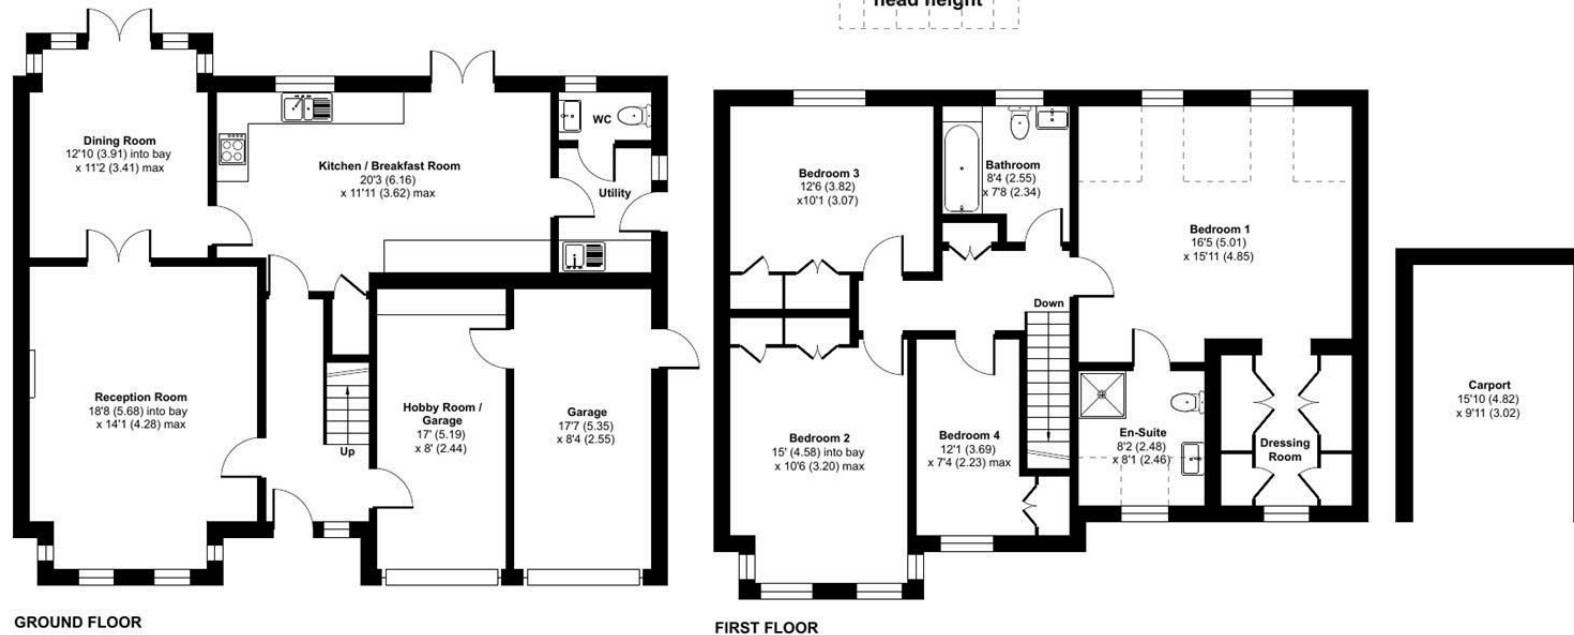 head height
Dining Room
12'10 (3.91) into bay
x 11'2 (3.41) max
Kitchen / Breakfast Room
20'3 (6.16)
x 11'11 (3.62) max
WC
Utility
Reception Room
18'8 (5.68) into bay
x 14'1 (4.28) max
Up
Hobby Room /
Garage
17' (5.19)
x 8' (2.44)
Garage
17'7 (5.35)
x 8'4 (2.55)
GROUND FLOOR
Bedroom 3
12'6 (3.82)
x10'1 (3.07)
Bathroom
8'4 (2.55)
x 7'8 (2.34)
Bedroom 1
16'5 (5.01)
x 15'11 (4.85)
Down
Bedroom 2
15' (4.58) into bay
x 10'6 (3.20) max
Bedroom 4
12'1 (3.69)
x 7'4 (2.23) max
En-Suite
8'2 (2.48)
x 8'1 (2.46)
Dressing
Room
Carport
15'10 (4.82)
x 9'11 (3.02)
FIRST FLOOR